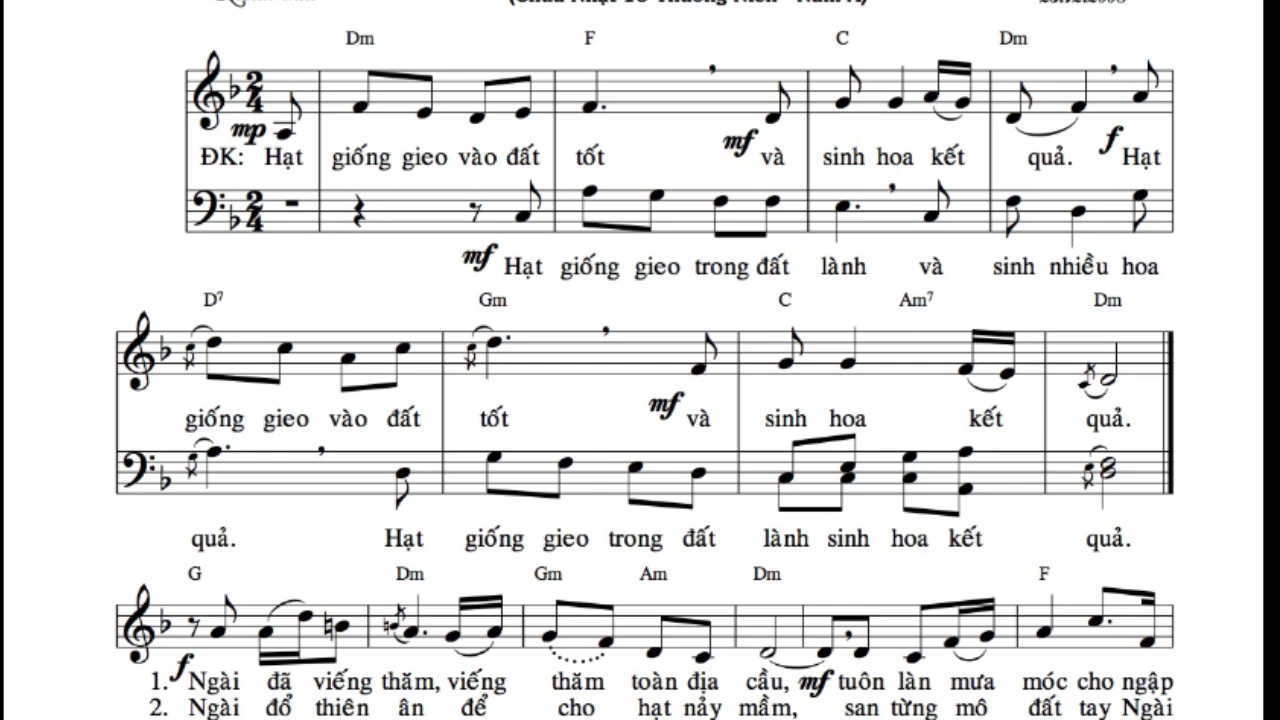 Dm F C Dm
mp mf f
ĐK: Hạt giống gieo vào đất tốt và sinh hoa kết quả. Hạt
mf Hạt giống gieo trong đất lành và sinh nhiều hoa
D7 Gm C Am7 Dm
mf
giống gieo vào đất tốt và sinh hoa kết quả.
quả. Hạt giống gieo trong đất lành sinh hoa kết quả.
G Dm Gm Am Dm F
f mf
1. Ngài đã viếng thăm, viếng thăm toàn địa cầu, tuôn làn mưa móc cho ngập
2. Ngài đổ thiên ân để cho hạt nảy mầm, san từng mô đất tay Ngài